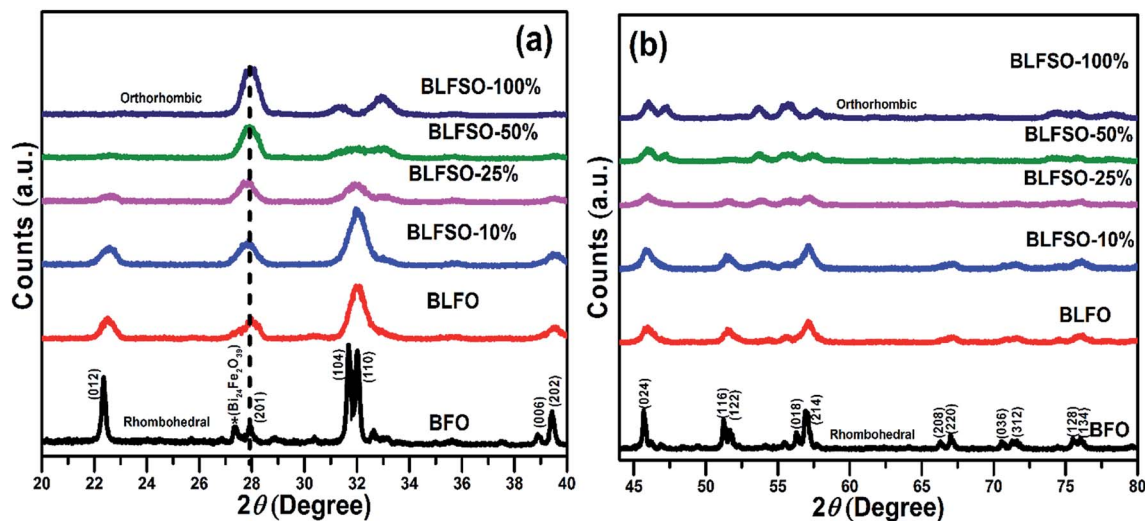 (a)
BLFSO-100%
Orthorhombic
BLFSO-50%
BLFSO-25%
BLFSO-10%
BLFO
(012)
*(Bi24Fe2O39)
(201)
(104)
(110)
(006)
(202)
Rhombohedral
BFO
Counts (a.u.)
20 22 24 26 28 30 32 34 36 38 40
2θ (Degree)
(b)
BLFSO-100%
Orthorhombic
BLFSO-50%
BLFSO-25%
BLFSO-10%
BLFO
(024)
(116)
(122)
(018)
(214)
(208)
(220)
(036)
(312)
(128)
(134)
Rhombohedral
BFO
Counts (a.u.)
45 50 55 60 65 70 75 80
2θ (Degree)